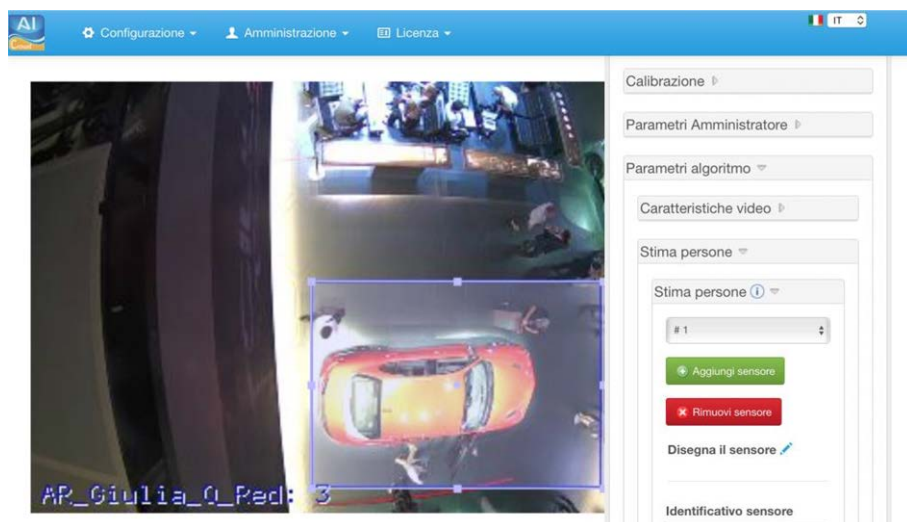 AI
Configurazione
Amministrazione
Licenza
IT
Calibrazione
Parametri Amministratore
Parametri algoritmo
Caratteristiche video
Stima persone
Stima persone
# 1
Aggiungi sensore
Rimuovi sensore
Disegna il sensore
Identificativo sensore
AR_Giulia_Q_Red: 3